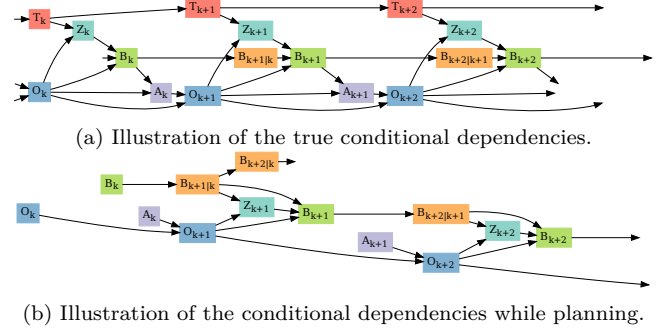 T_k T_{k+1} T_{k+2}
Z_k Z_{k+1} Z_{k+2}
B_k B_{k+1|k} B_{k+1} B_{k+2|k+1} B_{k+2}
O_k A_k O_{k+1} A_{k+1} O_{k+2}
(a) Illustration of the true conditional dependencies.
B_{k+2|k}
B_k B_{k+1|k}
O_k A_k Z_{k+1} B_{k+1} B_{k+2|k+1}
O_{k+1} A_{k+1} Z_{k+2} B_{k+2}
O_{k+2}
(b) Illustration of the conditional dependencies while planning.